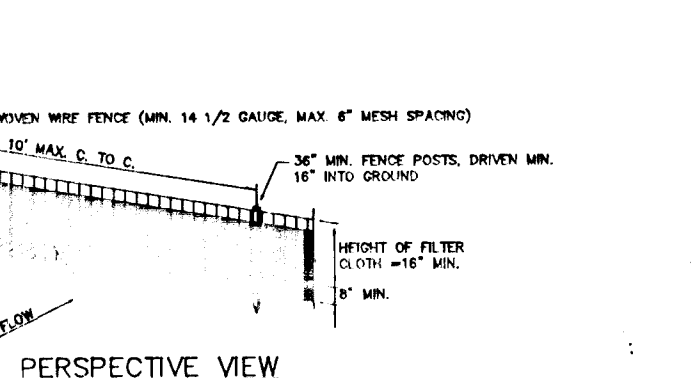 WOVEN WIRE FENCE (MIN. 14 1/2 GAUGE, MAX. 6" MESH SPACING)
10' MAX. C. TO C.
36" MIN. FENCE POSTS, DRIVEN MIN.
16" INTO GROUND
HEIGHT OF FILTER
CLOTH =16" MIN.
8" MIN.
FLOW
PERSPECTIVE VIEW